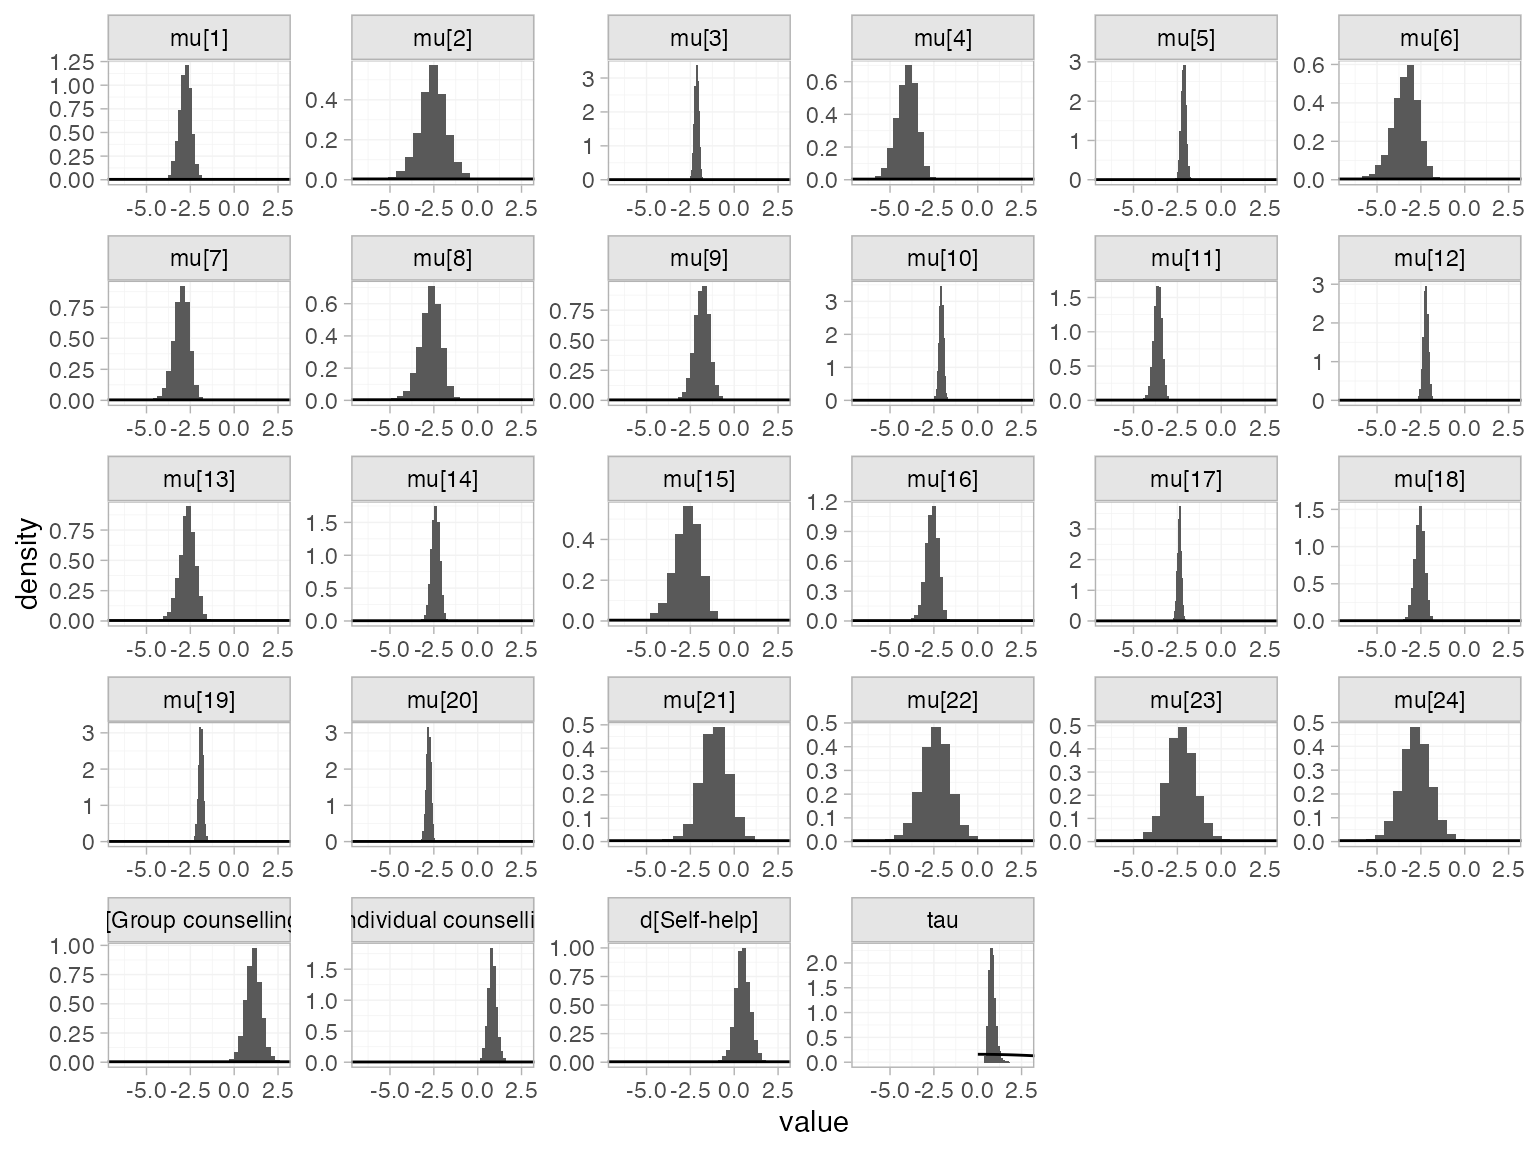 mu[1] mu[2] mu[3] mu[4] mu[5] mu[6]
1.25 1.00 0.75 0.50 0.25 0.00
0.4 0.2 0.0
3 2 1 0
0.6 0.4 0.2 0.0
3 2 1 0
0.6 0.4 0.2 0.0
-5.0 -2.5 0.0 2.5 -5.0 -2.5 0.0 2.5 -5.0 -2.5 0.0 2.5 -5.0 -2.5 0.0 2.5 -5.0 -2.5 0.0 2.5 -5.0 -2.5 0.0 2.5
mu[7] mu[8] mu[9] mu[10] mu[11] mu[12]
0.75 0.50 0.25 0.00
0.6 0.4 0.2 0.0
0.75 0.50 0.25 0.00
3 2 1 0
1.5 1.0 0.5 0.0
3 2 1 0
-5.0 -2.5 0.0 2.5 -5.0 -2.5 0.0 2.5 -5.0 -2.5 0.0 2.5 -5.0 -2.5 0.0 2.5 -5.0 -2.5 0.0 2.5 -5.0 -2.5 0.0 2.5
mu[13] mu[14] mu[15] mu[16] mu[17] mu[18]
density
0.75 0.50 0.25 0.00
1.5 1.0 0.5 0.0
0.4 0.2 0.0
1.2 0.9 0.6 0.3 0.0
3 2 1 0
1.5 1.0 0.5 0.0
-5.0 -2.5 0.0 2.5 -5.0 -2.5 0.0 2.5 -5.0 -2.5 0.0 2.5 -5.0 -2.5 0.0 2.5 -5.0 -2.5 0.0 2.5 -5.0 -2.5 0.0 2.5
mu[19] mu[20] mu[21] mu[22] mu[23] mu[24]
3 2 1 0
3 2 1 0
0.5 0.4 0.3 0.2 0.1 0.0
0.5 0.4 0.3 0.2 0.1 0.0
0.5 0.4 0.3 0.2 0.1 0.0
0.5 0.4 0.3 0.2 0.1 0.0
-5.0 -2.5 0.0 2.5 -5.0 -2.5 0.0 2.5 -5.0 -2.5 0.0 2.5 -5.0 -2.5 0.0 2.5 -5.0 -2.5 0.0 2.5 -5.0 -2.5 0.0 2.5
[Group counselling ndividual counselli d[Self-help] tau
1.00 0.75 0.50 0.25 0.00
1.5 1.0 0.5 0.0
1.00 0.75 0.50 0.25 0.00
2.0 1.5 1.0 0.5 0.0
-5.0 -2.5 0.0 2.5 -5.0 -2.5 0.0 2.5 -5.0 -2.5 0.0 2.5 -5.0 -2.5 0.0 2.5
value